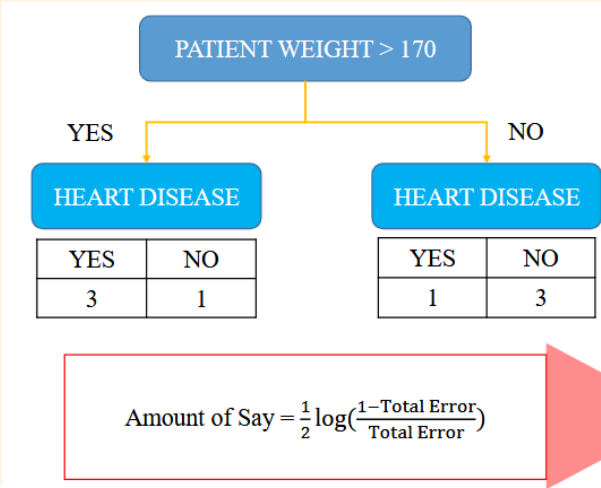 PATIENT WEIGHT > 170
YES
NO
HEART DISEASE
HEART DISEASE
YES NO
3 1
YES NO
1 3
Amount of Say = 1/2 log(1−Total Error/Total Error)